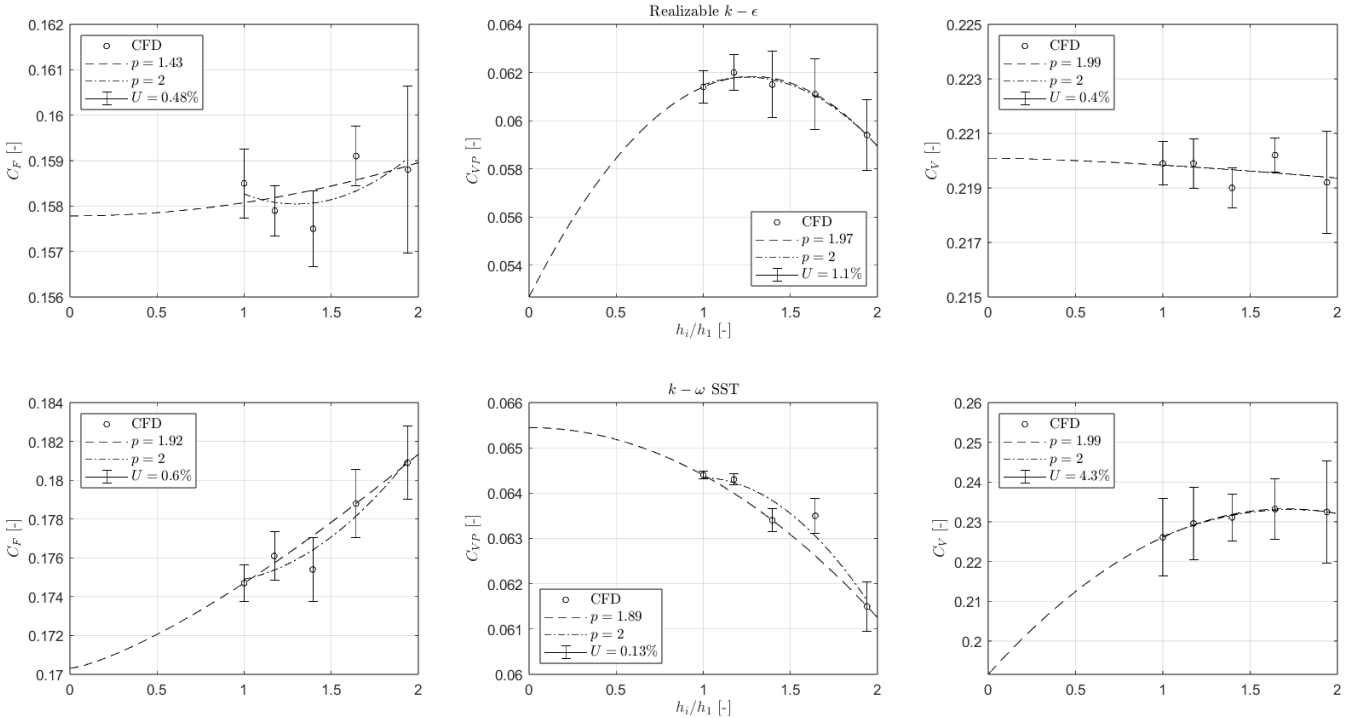 Realizable k − ϵ
0.162
0.161
0.16
0.159
0.158
0.157
0.156
C_F [-]
CFD
p = 1.43
p = 2
U = 0.48%
0 0.5 1 1.5 2
0.064
0.062
0.06
0.058
0.056
0.054
C_VP [-]
CFD
p = 1.97
p = 2
U = 1.1%
0 0.5 1 1.5 2
h_i/h_1 [-]
0.225
0.223
0.221
0.219
0.217
0.215
C_V [-]
CFD
p = 1.99
p = 2
U = 0.4%
0 0.5 1 1.5 2
k − ω SST
0.184
0.182
0.18
0.178
0.176
0.174
0.172
0.17
C_F [-]
CFD
p = 1.92
p = 2
U = 0.6%
0 0.5 1 1.5 2
0.066
0.065
0.064
0.063
0.062
0.061
0.06
C_VP [-]
CFD
p = 1.89
p = 2
U = 0.13%
0 0.5 1 1.5 2
h_i/h_1 [-]
0.26
0.25
0.24
0.23
0.22
0.21
0.2
C_V [-]
CFD
p = 1.99
p = 2
U = 4.3%
0 0.5 1 1.5 2